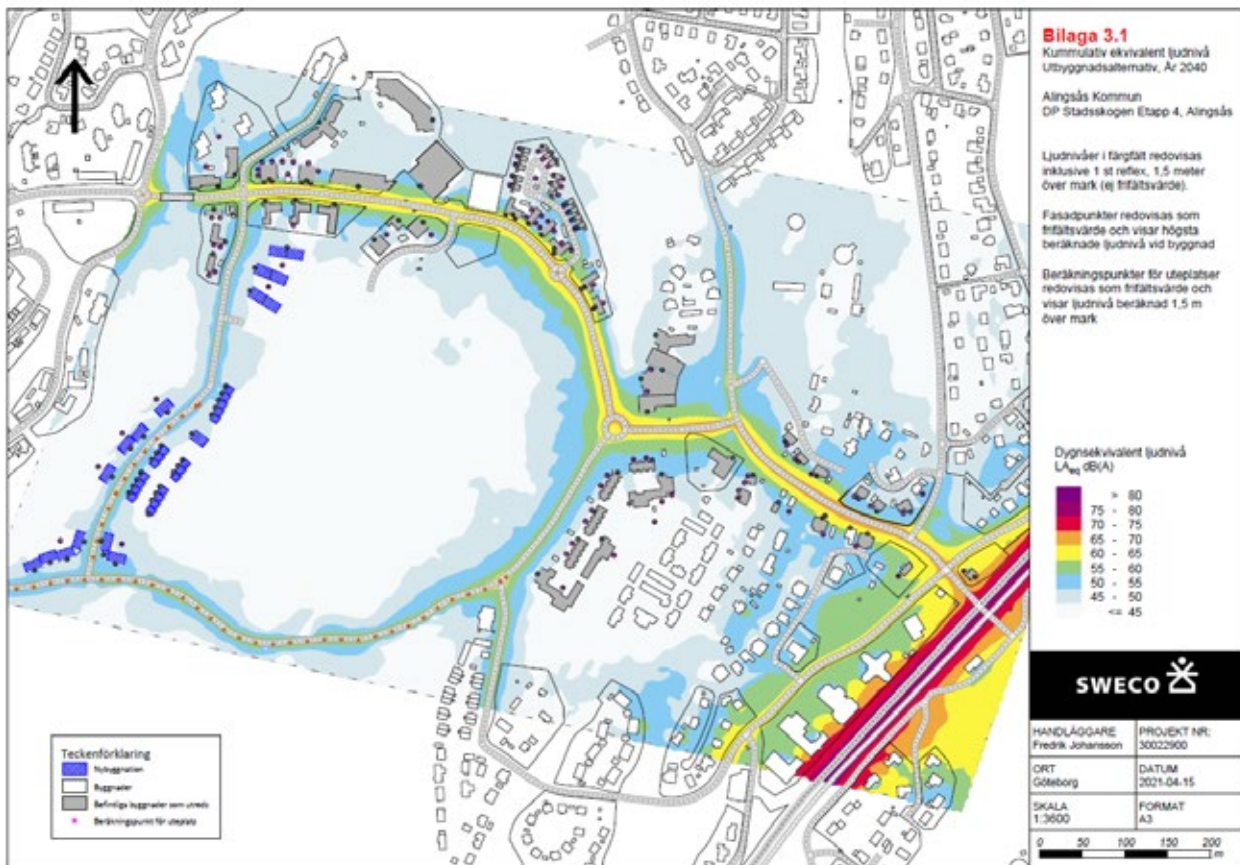 Bilaga 3.1
Kummulativ ekvivalent ljudnivå
Utbyggnadsalternativ, År 2040
Alingsås Kommun
DP Stadsskogen Etapp 4, Alingsås
Ljudnivåer i färgfält redovisas
inklusive 1 st reflex, 1,5 meter
över mark (ej frifältsvärde).
Fasadpunkter redovisas som
frifältsvärde och visar högsta
beräknade ljudnivå vid byggnad
Beräkningspunkter för uteplatser
redovisas som frifältsvärde och
visar ljudnivå beräknad 1,5 m
över mark
Dygnsekvivalent ljudnivå
LAeq dB(A)
> 80
75 - 80
70 - 75
65 - 70
60 - 65
55 - 60
50 - 55
45 - 50
<= 45
SWECO
HANDLÄGGARE
Fredrik Johansson
PROJEKT NR:
30022900
ORT
Göteborg
DATUM
2021-04-15
SKALA
1:3600
FORMAT
A3
0 50 100 150 200
m
Teckenförklaring
Nybyggnation
Byggnader
Befintliga byggnader som utreds
Beräkningspunkt för uteplats